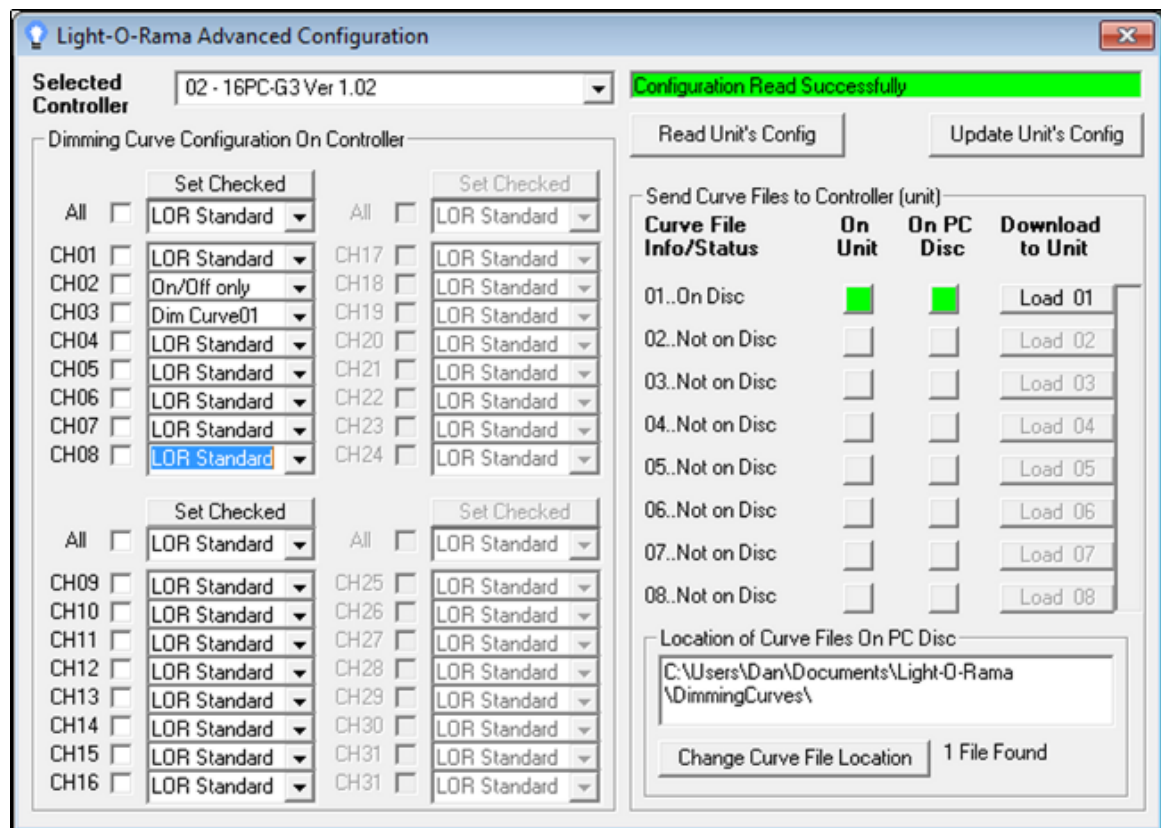 Light-O-Rama Advanced Configuration
Selected Controller
02 - 16PC-G3 Ver 1.02
Configuration Read Successfully
Read Unit's Config
Update Unit's Config
Dimming Curve Configuration On Controller
Set Checked
Set Checked
All LOR Standard All LOR Standard
CH01 LOR Standard CH17 LOR Standard
CH02 On/Off only CH18 LOR Standard
CH03 Dim Curve01 CH19 LOR Standard
CH04 LOR Standard CH20 LOR Standard
CH05 LOR Standard CH21 LOR Standard
CH06 LOR Standard CH22 LOR Standard
CH07 LOR Standard CH23 LOR Standard
CH08 LOR Standard CH24 LOR Standard
Set Checked
Set Checked
All LOR Standard All LOR Standard
CH09 LOR Standard CH25 LOR Standard
CH10 LOR Standard CH26 LOR Standard
CH11 LOR Standard CH27 LOR Standard
CH12 LOR Standard CH28 LOR Standard
CH13 LOR Standard CH29 LOR Standard
CH14 LOR Standard CH30 LOR Standard
CH15 LOR Standard CH31 LOR Standard
CH16 LOR Standard CH31 LOR Standard
Send Curve Files to Controller (unit)
Curve File On On PC Download
Info/Status Unit Disc to Unit
01..On Disc Load 01
02..Not on Disc Load 02
03..Not on Disc Load 03
04..Not on Disc Load 04
05..Not on Disc Load 05
06..Not on Disc Load 06
07..Not on Disc Load 07
08..Not on Disc Load 08
Location of Curve Files On PC Disc
C:\Users\Dan\Documents\Light-O-Rama
\DimmingCurves\
Change Curve File Location
1 File Found